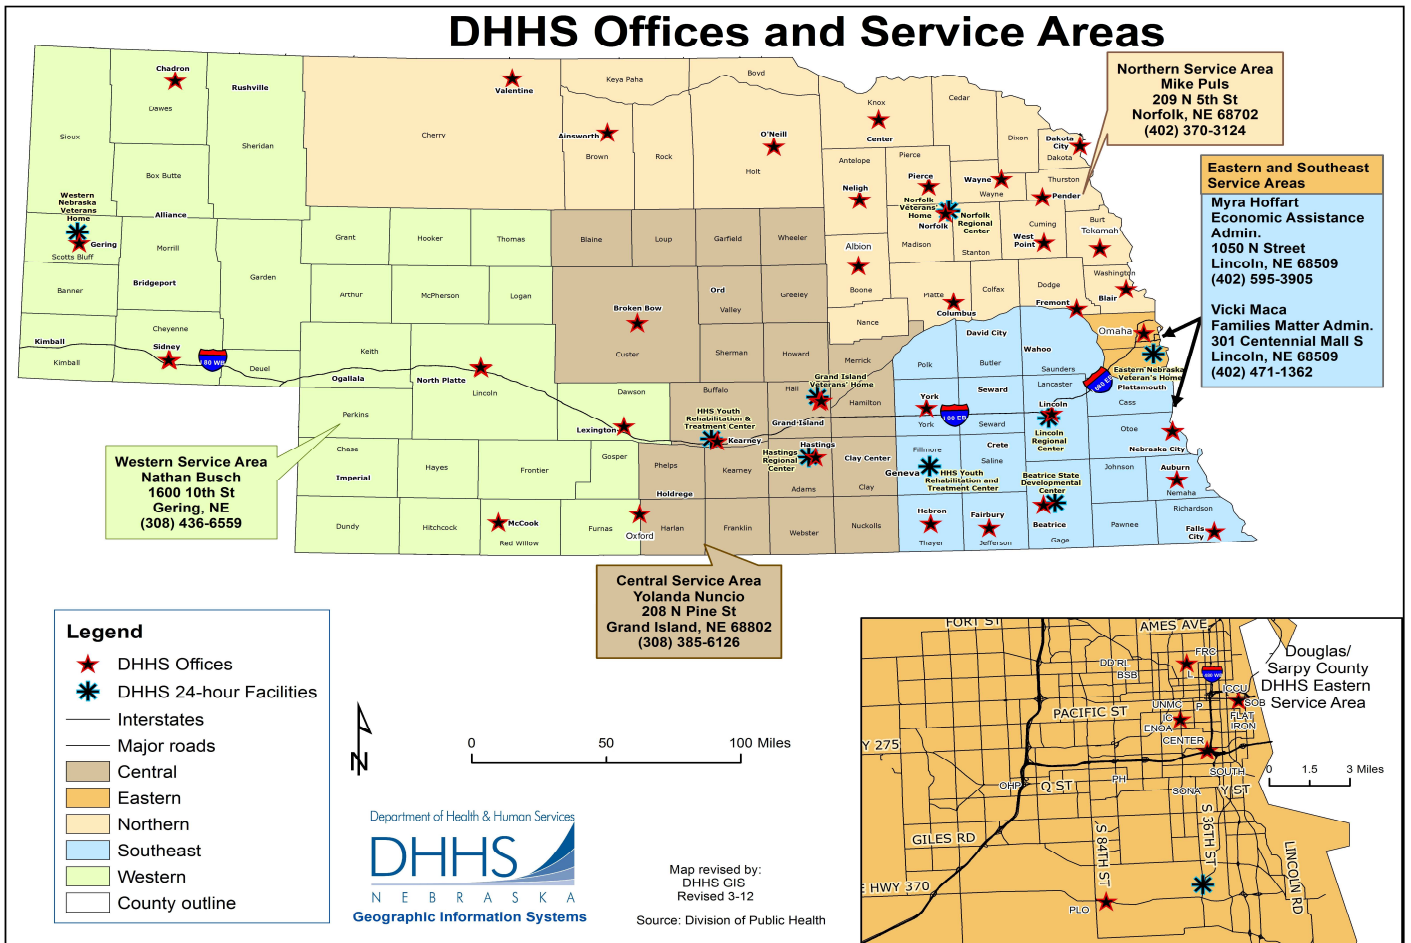 DHHS Offices and Service Areas
Northern Service Area
Mike Puls
209 N 5th St
Norfolk, NE 68702
(402) 370-3124
Eastern and Southeast
Service Areas
Myra Hoffart
Economic Assistance
Admin.
1050 N Street
Lincoln, NE 68509
(402) 595-3905
Vicki Maca
Families Matter Admin.
301 Centennial Mall S
Lincoln, NE 68509
(402) 471-1362
Chadron
Dawes
Rushville
Sioux
Sheridan
Box Butte
Western
Nebraska
Veterans
Home
Gering
Scotts Bluff
Alliance
Morrill
Garden
Banner
Bridgeport
Cheyenne
Kimball
Kimball
Sidney
Deuel
Valentine
Cherry
Keya Paha
Boyd
Ainsworth
Brown
Rock
O'Neill
Holt
Knox
Center
Cedar
Dixon
Dakota
City
Dakota
Antelope
Pierce
Pierce
Wayne
Wayne
Thurston
Pender
Neligh
Norfolk
Veterans'
Home
Norfolk
Norfolk
Regional
Center
Madison
Stanton
Cuming
West
Point
Burt
Tekamah
Albion
Boone
Platte
Columbus
Colfax
Dodge
Fremont
Washington
Blair
Nance
Grant
Hooker
Thomas
Arthur
McPherson
Logan
Keith
Ogallala
North Platte
Lincoln
Perkins
Dawson
Lexington
Chase
Imperial
Hayes
Frontier
Gosper
Dundy
Hitchcock
McCook
Red Willow
Furnas
Oxford
Blaine
Loup
Garfield
Wheeler
Broken Bow
Custer
Ord
Valley
Greeley
Sherman
Howard
Merrick
Buffalo
Hall
Grand Island
Veterans' Home
Hamilton
Grand Island
HHS Youth
Rehabilitation &
Treatment Center
Kearney
Kearney
Hastings
Hastings
Regional
Center
Adams
Clay Center
Clay
Phelps
Holdrege
Harlan
Franklin
Webster
Nuckolls
David City
Polk
Butler
Wahoo
Saunders
Omaha
Eastern Nebraska
Veteran's Home
Plattsmouth
Cass
York
York
Seward
Seward
Lancaster
Lincoln
Lincoln
Regional
Center
Otoe
Nebraska City
Crete
Saline
Fillmore
Geneva
HHS Youth
Rehabilitation and
Treatment Center
Beatrice State
Developmental
Center
Beatrice
Gage
Johnson
Auburn
Nemaha
Hebron
Thayer
Fairbury
Jefferson
Pawnee
Richardson
Falls
City
Western Service Area
Nathan Busch
1600 10th St
Gering, NE
(308) 436-6559
Central Service Area
Yolanda Nuncio
208 N Pine St
Grand Island, NE 68802
(308) 385-6126
Legend
DHHS Offices
DHHS 24-hour Facilities
Interstates
Major roads
Central
Eastern
Northern
Southeast
Western
County outline
N
0 50 100 Miles
Department of Health & Human Services
DHHS
NEBRASKA
Geographic Information Systems
Map revised by:
DHHS GIS
Revised 3-12
Source: Division of Public Health
FORT ST
AMES AVE
FRC
BSB
L
ICCU
SOB
UNMC
P
IC
ENOA
FLAT
IRON
PACIFIC ST
CENTER
Y 275
SOUTH
OHP
Q ST
PH
SONA
Y ST
GILES RD
S 84TH ST
S 36TH ST
LINCOLN RD
E HWY 370
PLO
Douglas/
Sarpy County
DHHS Eastern
Service Area
0 1.5 3 Miles